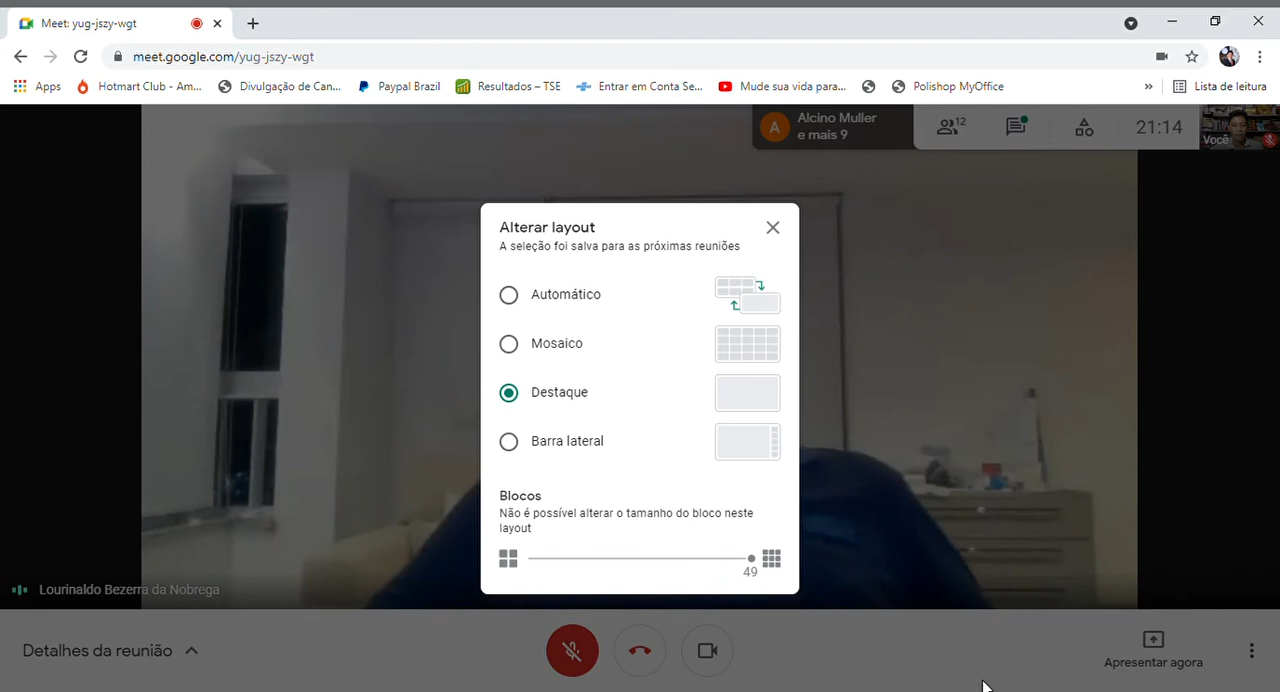 Meet: yug-jszy-wgt
meet.google.com/yug-jszy-wgt
Apps
Hotmart Club - Am...
Divulgação de Can...
Paypal Brazil
Resultados – TSE
Entrar em Conta Se...
Mude sua vida para...
Polishop MyOffice
»
Lista de leitura
A
Alcino Muller
e mais 9
12
21:14
Você
Alterar layout
A seleção foi salva para as próximas reuniões
Automático
Mosaico
Destaque
Barra lateral
Blocos
Não é possível alterar o tamanho do bloco neste
layout
49
Lourinaldo Bezerra da Nobrega
Detalhes da reunião
Apresentar agora